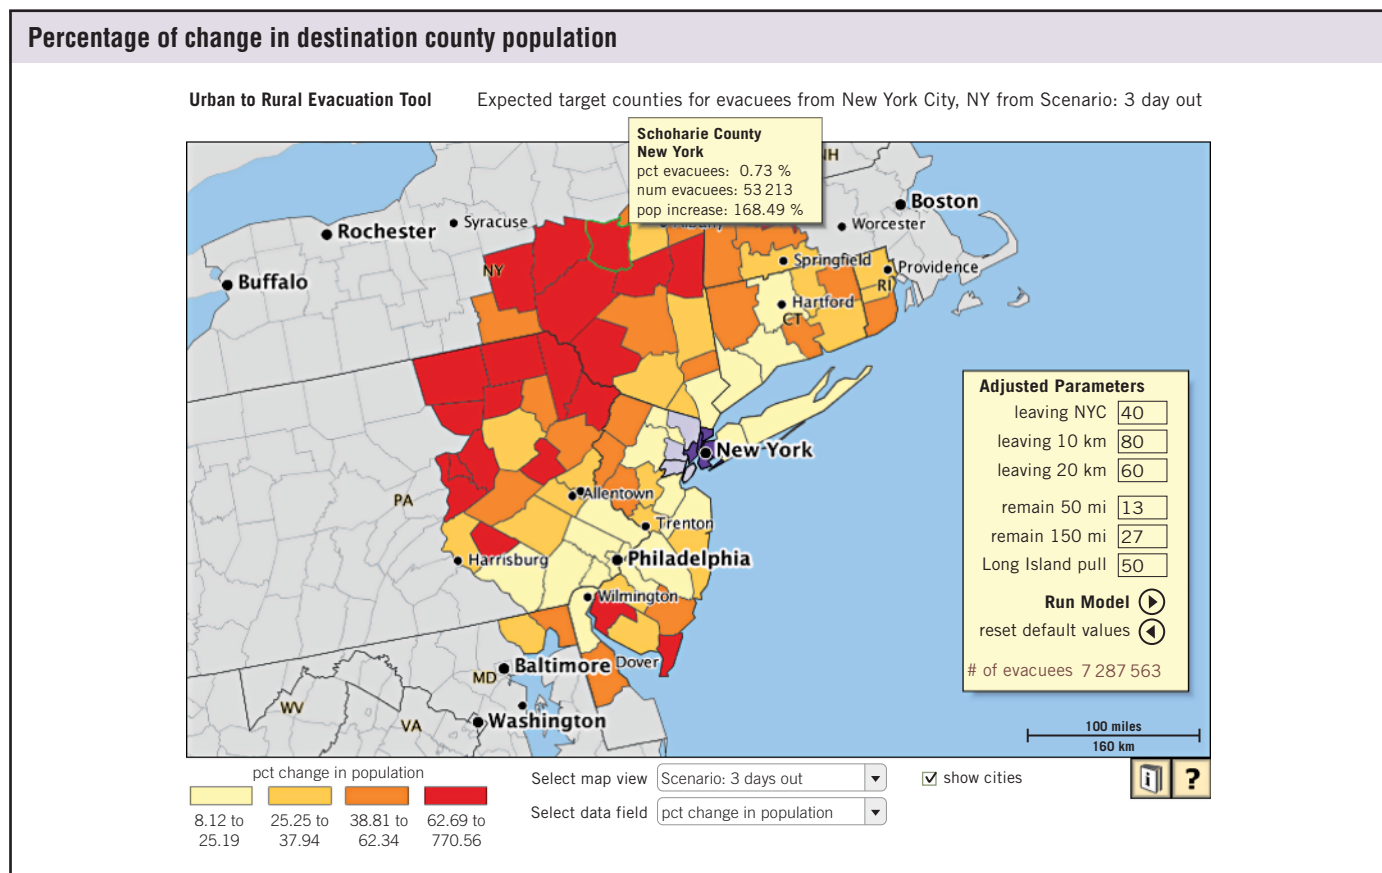 Percentage of change in destination county population
Urban to Rural Evacuation Tool Expected target counties for evacuees from New York City, NY from Scenario: 3 day out
Schoharie County
New York
pct evacuees: 0.73 %
num evacuees: 53 213
pop increase: 168.49 %
NH
Boston
Syracuse
Worcester
Rochester
Albany
Springfield
Providence
NY
Buffalo
RI
Hartford
CT
New York
Allentown
PA
Trenton
Harrisburg
Philadelphia
Wilmington
Baltimore
Dover
MD
WV
VA
Washington
Adjusted Parameters
leaving NYC 40
leaving 10 km 80
leaving 20 km 60
remain 50 mi 13
remain 150 mi 27
Long Island pull 50
Run Model
reset default values
# of evacuees 7 287 563
100 miles
160 km
pct change in population
8.12 to
25.19
25.25 to
37.94
38.81 to
62.34
62.69 to
770.56
Select map view Scenario: 3 days out
show cities
Select data field pct change in population
i ?